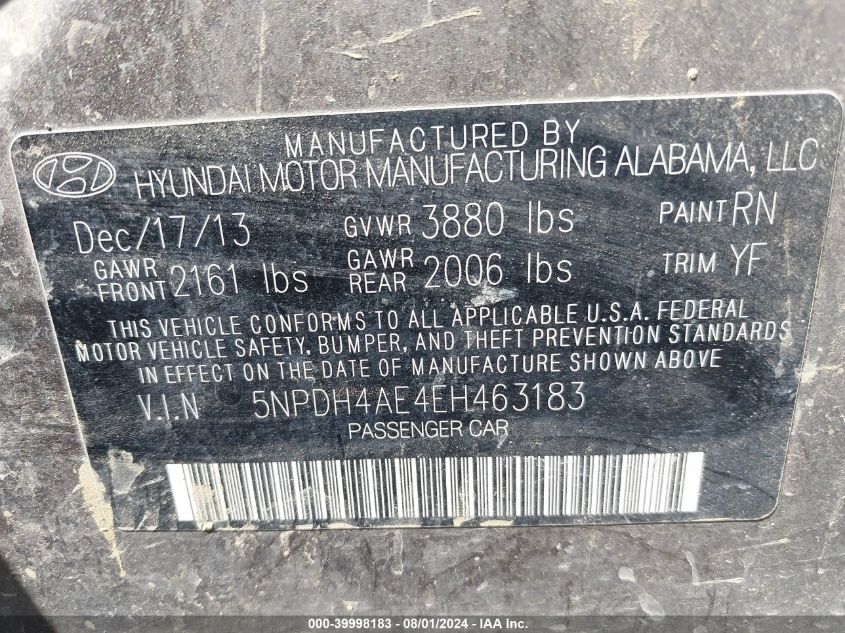 MANUFACTURED BY
HYUNDAI MOTOR MANUFACTURING ALABAMA, LLC
Dec/17/13 GVWR 3880 lbs PAINT RN
GAWR FRONT 2161 lbs GAWR REAR 2006 lbs TRIM YF
THIS VEHICLE CONFORMS TO ALL APPLICABLE U.S.A. FEDERAL
MOTOR VEHICLE SAFETY, BUMPER, AND THEFT PREVENTION STANDARDS
IN EFFECT ON THE DATE OF MANUFACTURE SHOWN ABOVE
V.I.N 5NPDH4AE4EH463183
PASSENGER CAR
000-39998183 - 08/01/2024 - IAA Inc.